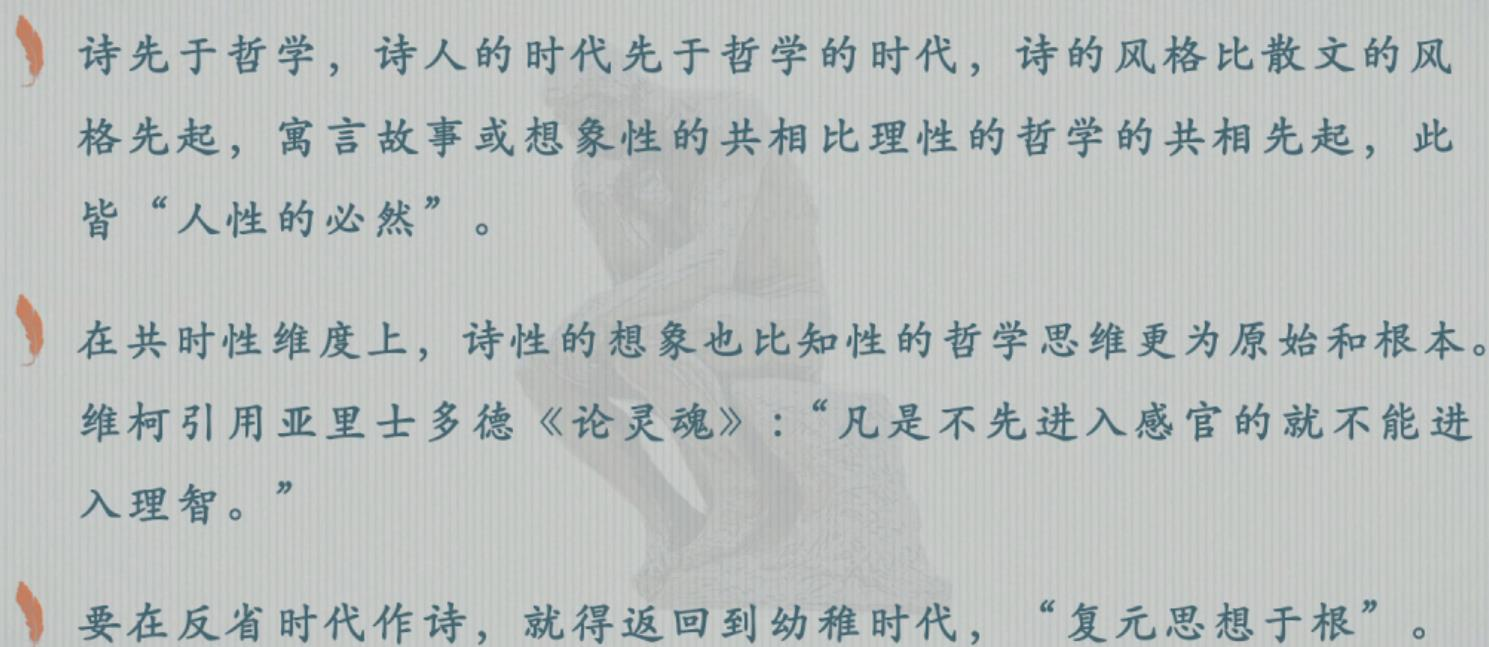 诗先于哲学，诗人的时代先于哲学的时代，诗的风格比散文的风
格先起，寓言故事或想象性的共相比理性的哲学的共相先起，此
皆“人性的必然”。
在共时性维度上，诗性的想象也比知性的哲学思维更为原始和根本。
维柯引用亚里士多德《论灵魂》：“凡是不先进入感官的就不能进
入理智。”
要在反省时代作诗，就得返回到幼稚时代，“复元思想于根”。